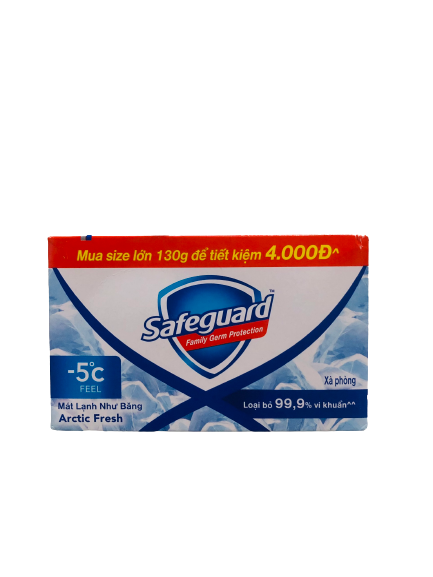 Mua size lớn 130g để tiết kiệm 4.000Đ^
Safeguard™
Family Germ Protection
-5°C
FEEL
Mát Lạnh Như Băng
Arctic Fresh
Xà phòng
Loại bỏ 99,9% vi khuẩn^^